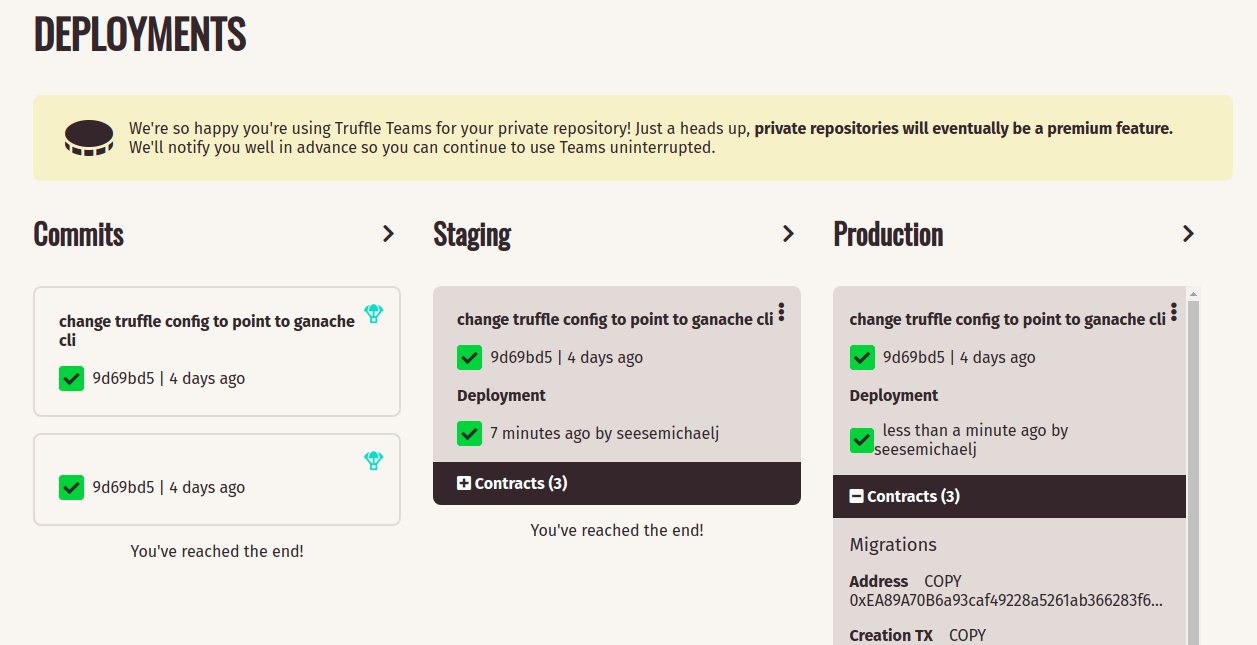 DEPLOYMENTS
We're so happy you're using Truffle Teams for your private repository! Just a heads up, private repositories will eventually be a premium feature.
We'll notify you well in advance so you can continue to use Teams uninterrupted.
Commits
change truffle config to point to ganache
cli
9d69bd5 | 4 days ago
9d69bd5 | 4 days ago
You've reached the end!
Staging
change truffle config to point to ganache cli
9d69bd5 | 4 days ago
Deployment
7 minutes ago by seesemichaelj
Contracts (3)
You've reached the end!
Production
change truffle config to point to ganache cli
9d69bd5 | 4 days ago
Deployment
less than a minute ago by
seesemichaelj
Contracts (3)
Migrations
Address COPY
0xEA89A70B6a93caf49228a5261ab366283f6...
Creation TX COPY